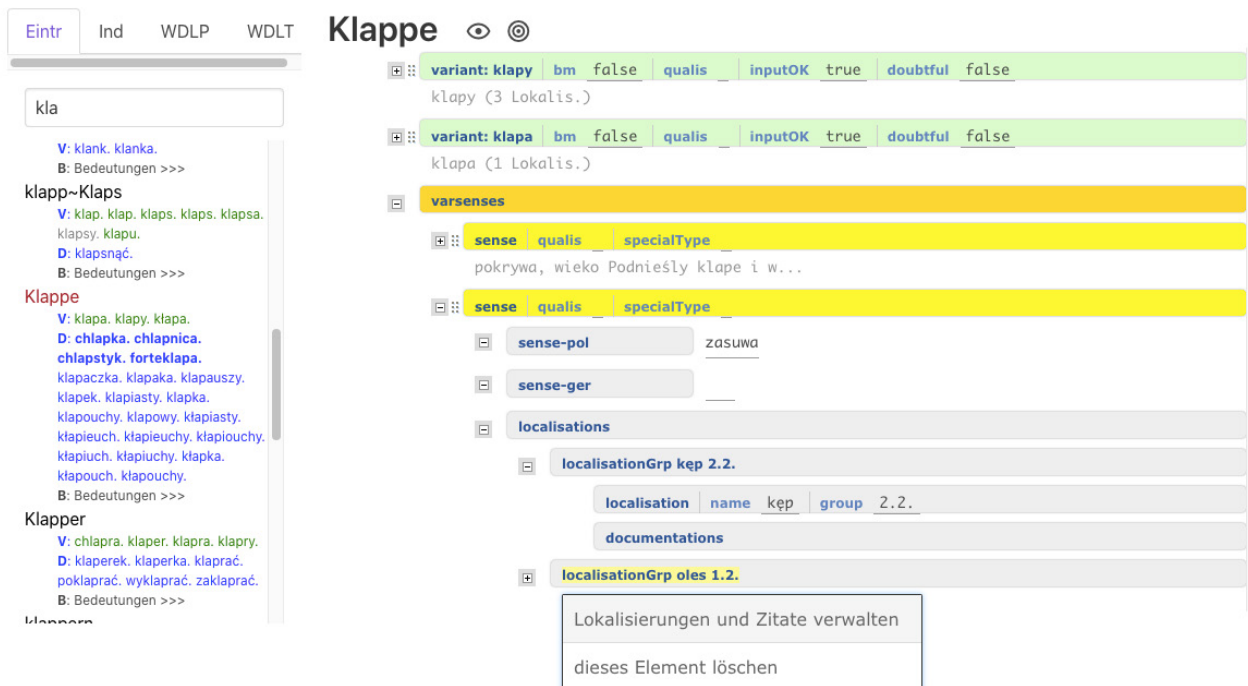 Eintr Ind WDLP WDLT
kla
V: klank. klanka.
B: Bedeutungen >>>
klapp~Klaps
V: klap. klap. klaps. klaps. klapsa.
klapsy. klapu.
D: klapsnąć.
B: Bedeutungen >>>
Klappe
V: klapa. klapy. kłapa.
D: chlapka. chlapnica.
chlapstyk. forteklapa.
klapaczka. klapaka. klapauszy.
klapek. klapiasty. klapka.
klapouchy. klapowy. kłapiasty.
kłapieuch. kłapieuchy. kłapiouchy.
kłapiuch. kłapiuchy. kłapka.
kłapouch. kłapouchy.
B: Bedeutungen >>>
Klapper
V: chlapra. klaper. klapra. klapry.
D: klaperek. klaperka. klaprać.
poklaprać. wyklaprać. zaklaprać.
B: Bedeutungen >>>
klappern
Klappe
variant: klapy bm false qualis _ inputOK true doubtful false
klapy (3 Lokalis.)
variant: klapa bm false qualis _ inputOK true doubtful false
klapa (1 Lokalis.)
varsenses
sense qualis _ specialType _
pokrywa, wieko Podnieśly klape i w...
sense qualis _ specialType _
sense-pol zasuwa
sense-ger
localisations
localisationGrp kęp 2.2.
localisation name kęp group 2.2.
documentations
localisationGrp oles 1.2.
Lokalisierungen und Zitate verwalten
dieses Element löschen